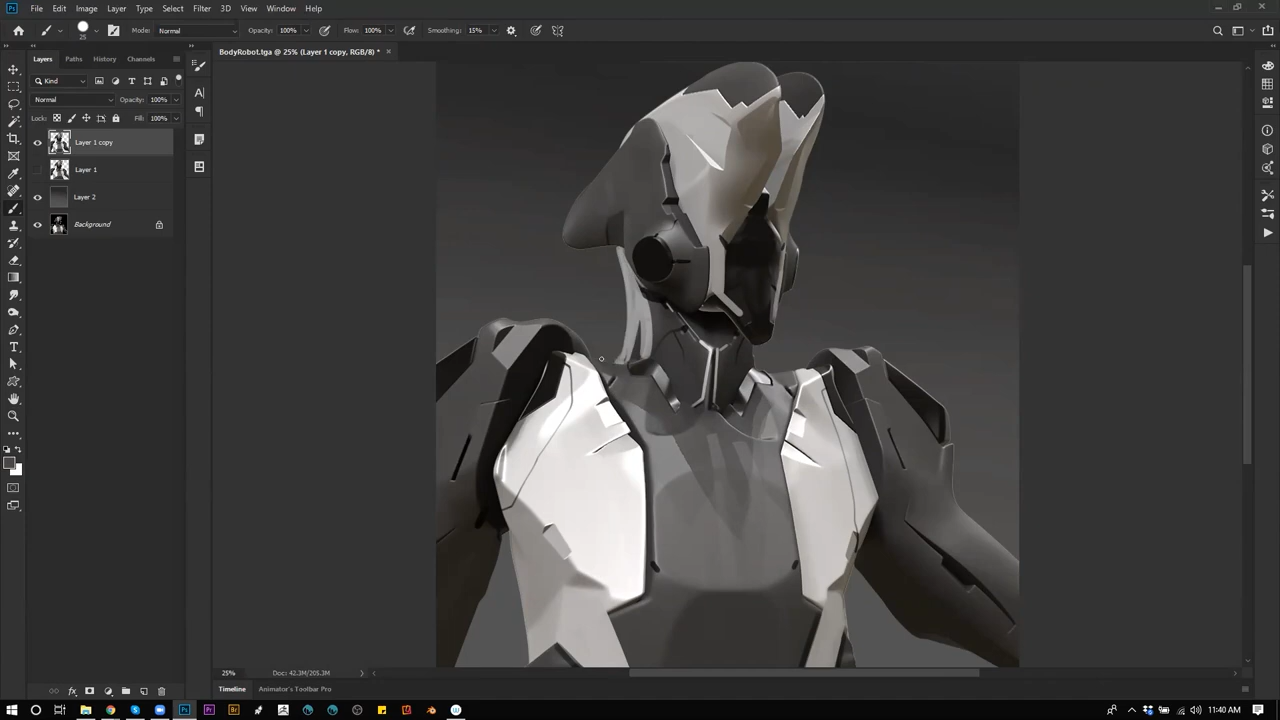 File Edit Image Layer Type Select Filter 3D View Window Help
25 Mode: Normal Opacity: 100% Flow: 100% Smoothing: 15%
BodyRobot.tga @ 25% (Layer 1 copy, RGB/8) *
Layers Paths History Channels
Kind
Normal Opacity: 100%
Locks: Fill: 100%
Layer 1 copy
Layer 1
Layer 2
Background
25% Doc: 42.3M/205.3M
Timeline Animator's Toolbar Pro
11:40 AM